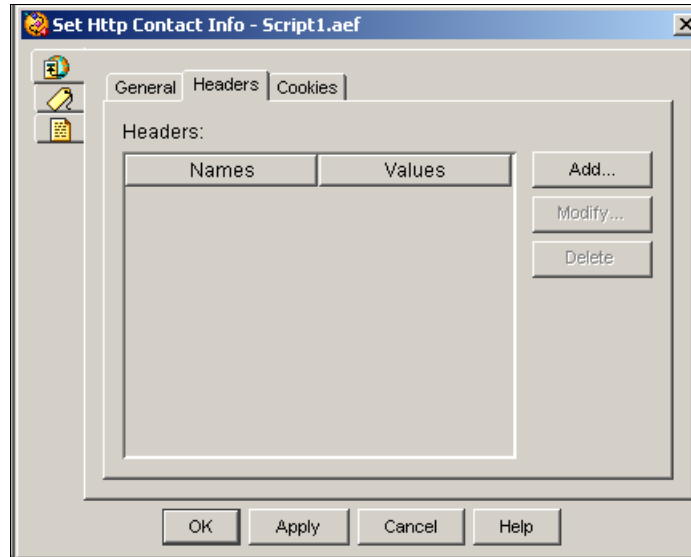 Set Http Contact Info - Script1.aef
General Headers Cookies
Headers:
Names Values
Add...
Modify...
Delete
OK Apply Cancel Help